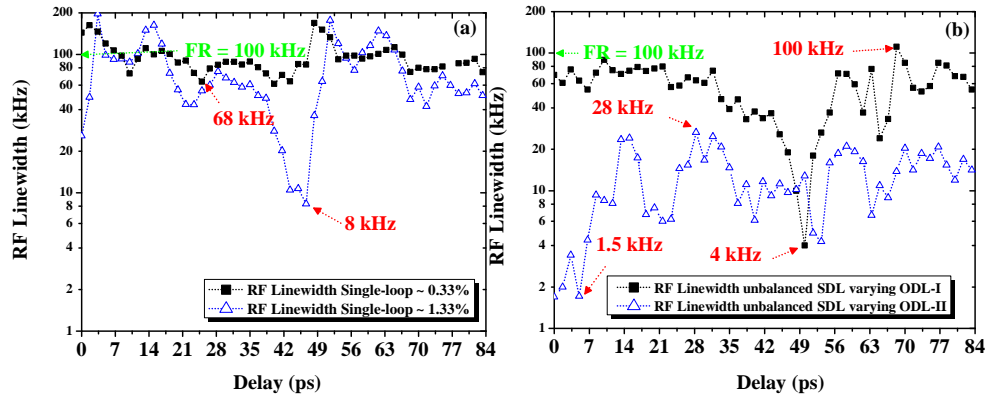 (a)
RF Linewidth (kHz)
200
100
80
60
40
20
10
8
6
4
2
1
FR = 100 kHz
68 kHz
8 kHz
RF Linewidth Single-loop ~ 0.33%
RF Linewidth Single-loop ~ 1.33%
0 7 14 21 28 35 42 49 56 63 70 77 84
Delay (ps)
(b)
RF Linewidth (kHz)
200
100
80
60
40
20
10
8
6
4
2
1
FR = 100 kHz
100 kHz
28 kHz
1.5 kHz
4 kHz
RF Linewidth unbalanced SDL varying ODL-I
RF Linewidth unbalanced SDL varying ODL-II
0 7 14 21 28 35 42 49 56 63 70 77 84
Delay (ps)